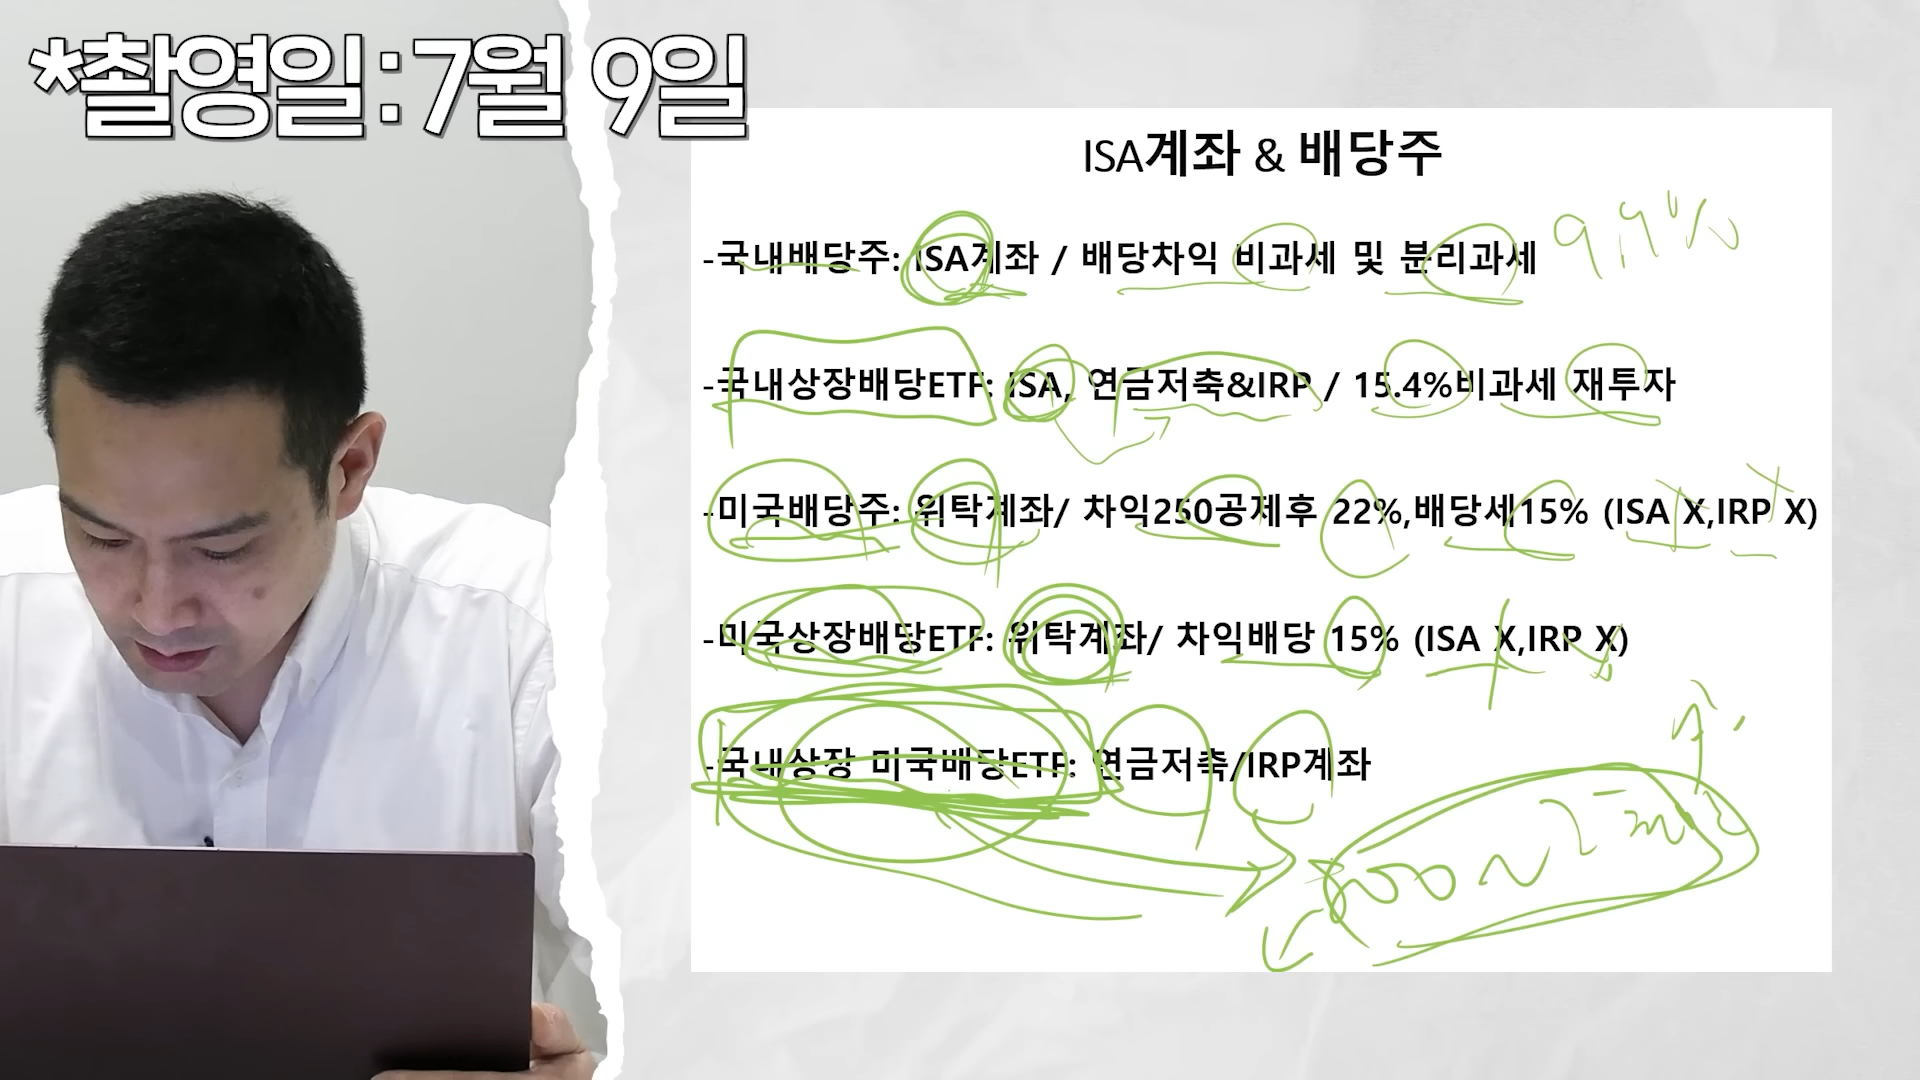 *촬영일:7월 9일
ISA계좌 & 배당주
-국내배당주: ISA계좌 / 배당차익 비과세 및 분리과세 9.9%
-국내상장배당ETF: ISA, 연금저축&IRP / 15.4%비과세 재투자
-미국배당주: 위탁계좌/ 차익250공제후 22%,배당세15% (ISA X,IRP X)
-미국상장배당ETF: 위탁계좌/ 차익배당 15% (ISA X,IRP X)
-국내상장 미국배당ETF: 연금저축/IRP계좌